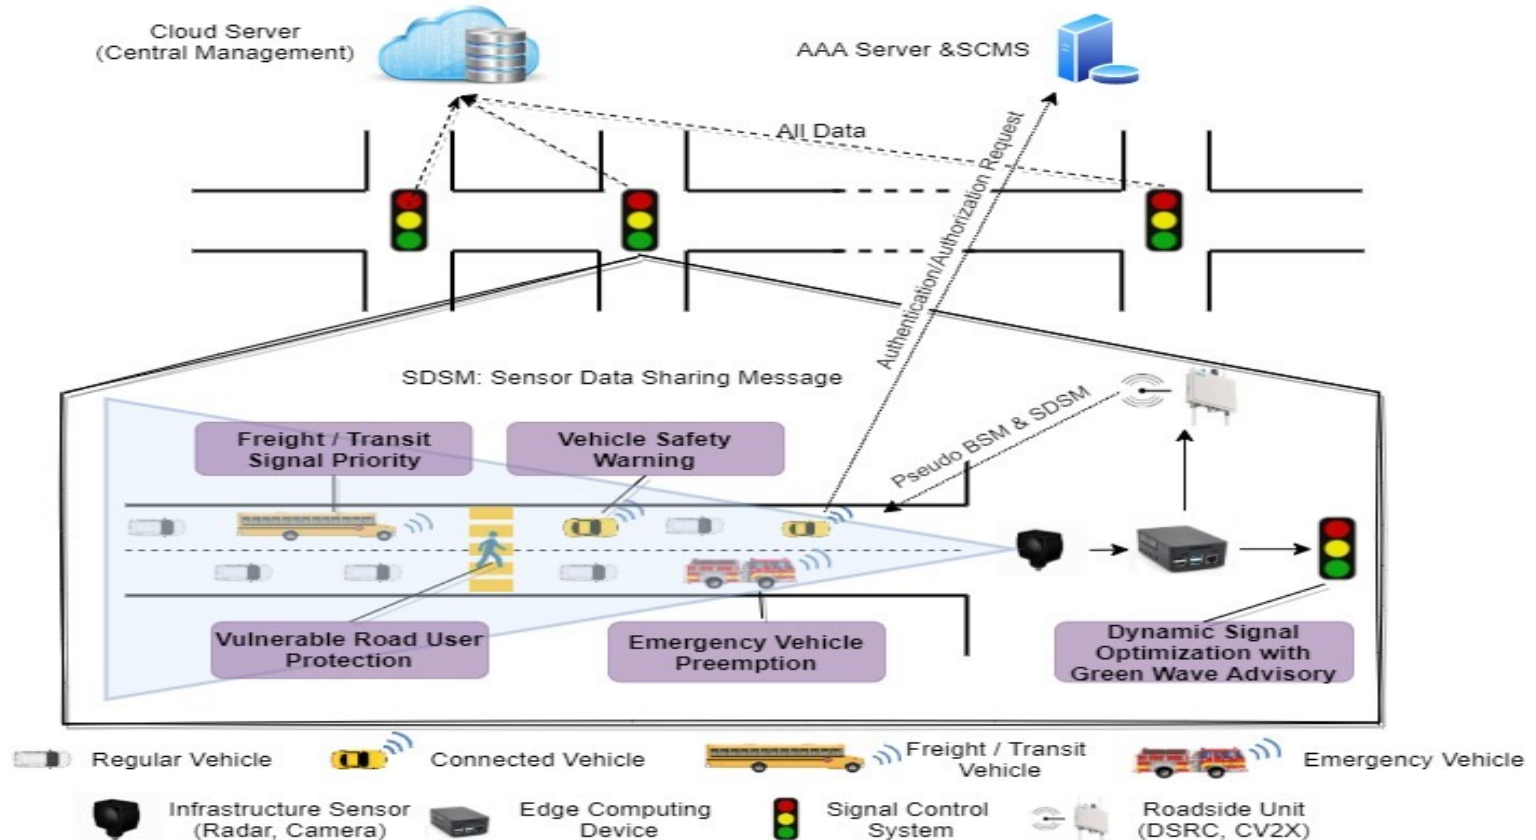 Cloud Server
(Central Management)
AAA Server &SCMS
All Data
Authentication/Authorization Request
SDSM: Sensor Data Sharing Message
Pseudo BSM & SDSM
Freight / Transit
Signal Priority
Vehicle Safety
Warning
Vulnerable Road User
Protection
Emergency Vehicle
Preemption
Dynamic Signal
Optimization with
Green Wave Advisory
Regular Vehicle
Connected Vehicle
Freight / Transit
Vehicle
Emergency Vehicle
Infrastructure Sensor
(Radar, Camera)
Edge Computing
Device
Signal Control
System
Roadside Unit
(DSRC, CV2X)